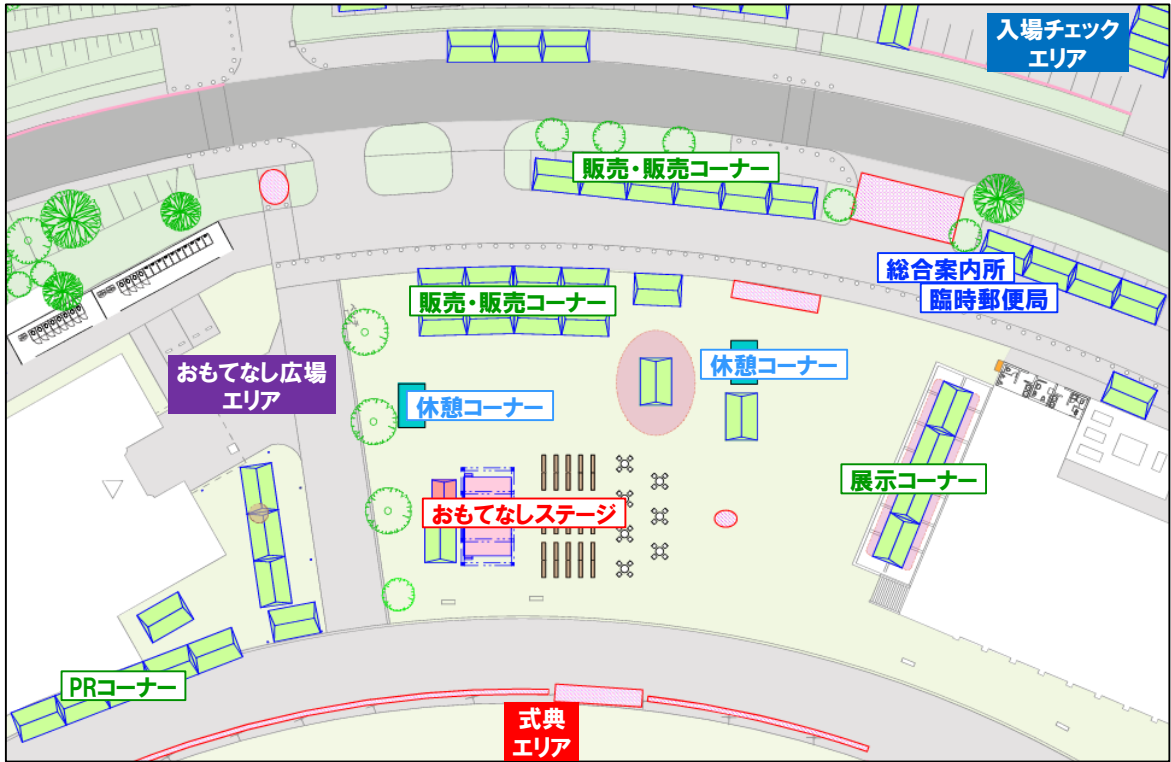 入場チェック
エリア
販売・販売コーナー
総合案内所
臨時郵便局
販売・販売コーナー
おもてなし広場
エリア
休憩コーナー
休憩コーナー
展示コーナー
おもてなしステージ
PRコーナー
式典
エリア